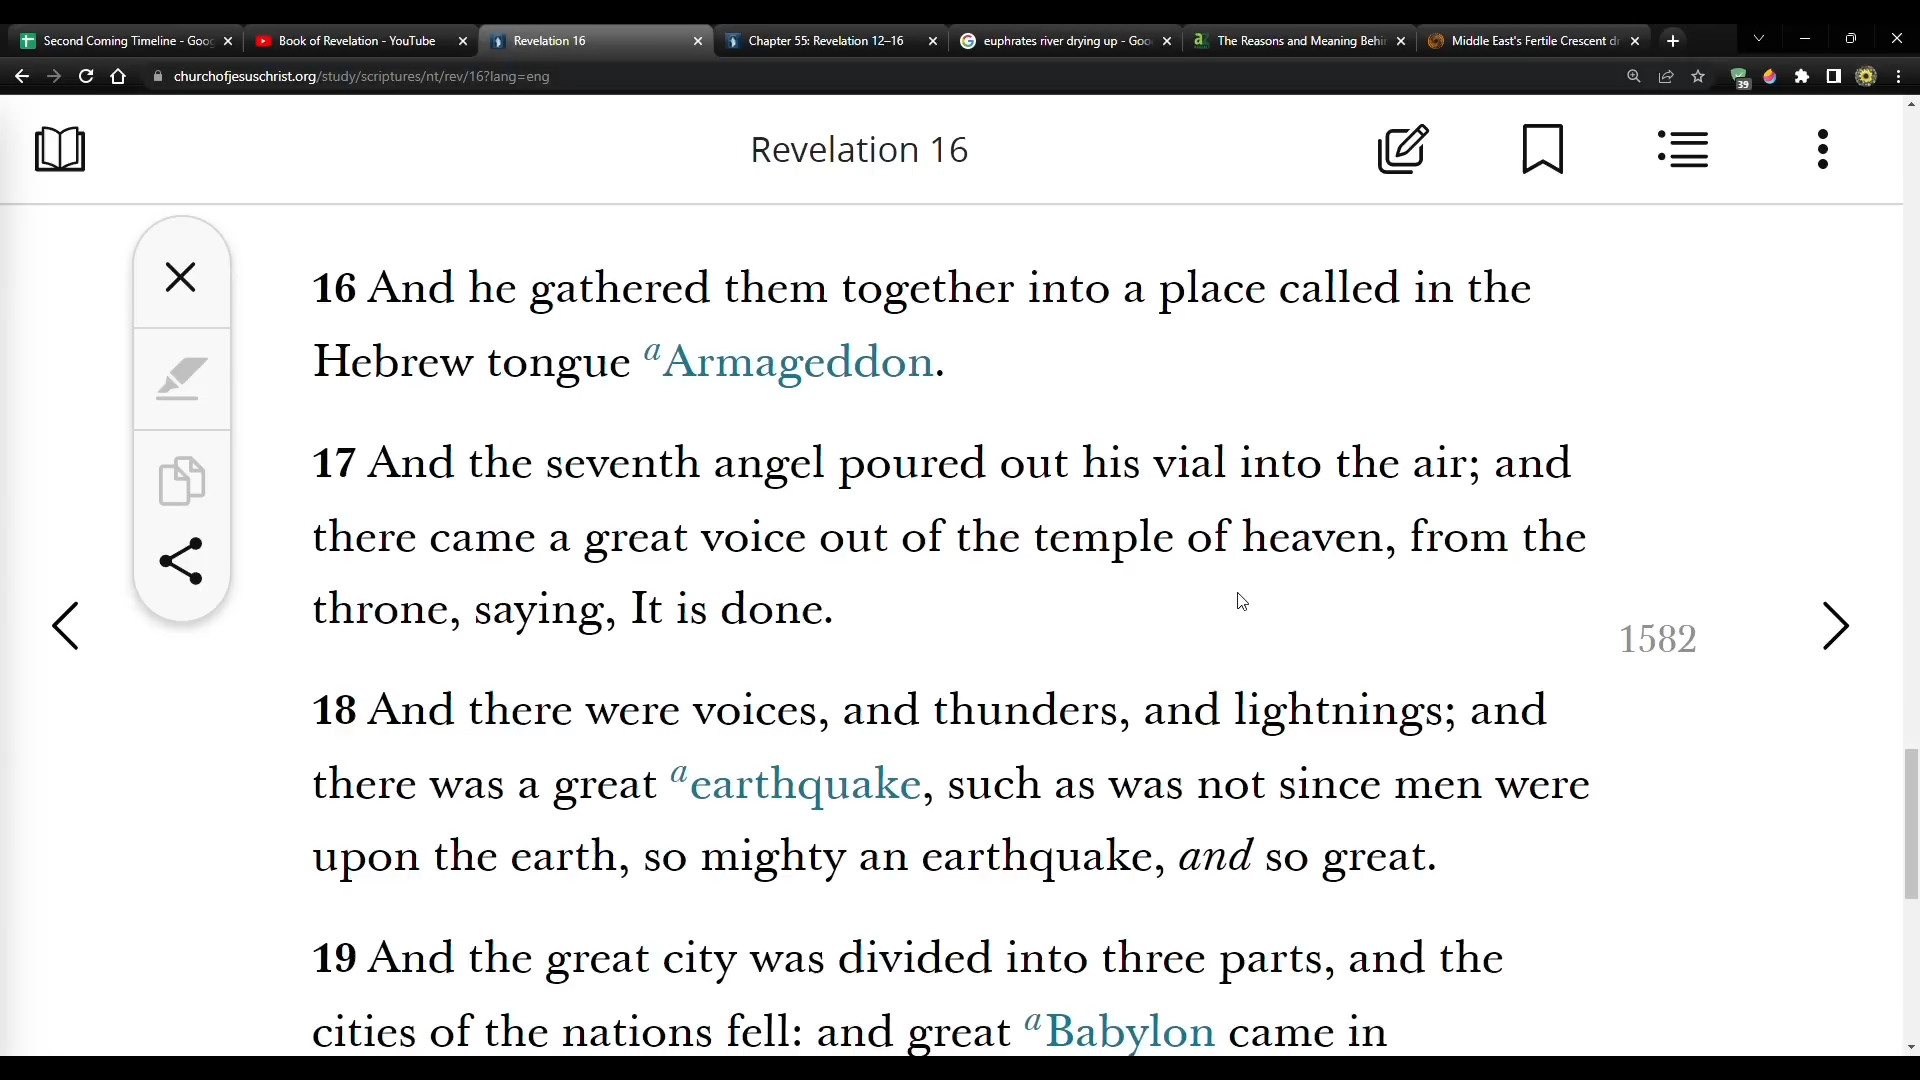 Second Coming Timeline - Goog
Book of Revelation - YouTube
Revelation 16
Chapter 55: Revelation 12–16
euphrates river drying up - Goo
The Reasons and Meaning Behi
Middle East's Fertile Crescent d
churchofjesuschrist.org/study/scriptures/nt/rev/16?lang=eng
39
Revelation 16
16 And he gathered them together into a place called in the
Hebrew tongue aArmageddon.
17 And the seventh angel poured out his vial into the air; and
there came a great voice out of the temple of heaven, from the
throne, saying, It is done.
1582
18 And there were voices, and thunders, and lightnings; and
there was a great aearthquake, such as was not since men were
upon the earth, so mighty an earthquake, and so great.
19 And the great city was divided into three parts, and the
cities of the nations fell: and great aBabylon came in